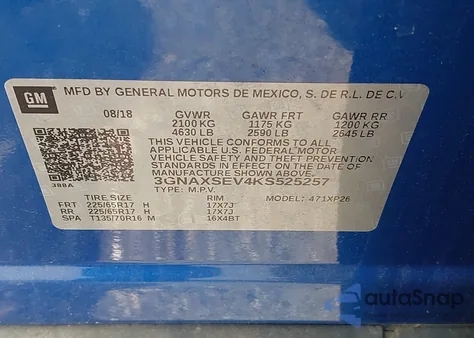 GM
MFD BY GENERAL MOTORS DE MEXICO, S. DE R.L. DE C.V
08/18 GVWR GAWR FRT GAWR RR
2100 KG 1175 KG 1200 KG
4630 LB 2590 LB 2645 LB
THIS VEHICLE CONFORMS TO ALL
APPLICABLE U.S. FEDERAL MOTOR
VEHICLE SAFETY AND THEFT PREVENTION
STANDARDS IN EFFECT ON THE DATE OF
MANUFACTURE SHOWN ABOVE.
388A 3GNAXSEV4KS525257
TYPE: M.P.V.
TIRE SIZE RIM MODEL: 471XP26
FRT 225/65R17 H 17X7J
RR 225/65R17 H 17X7J
SPA T135/70R16 M 16X4BT
autoSnap